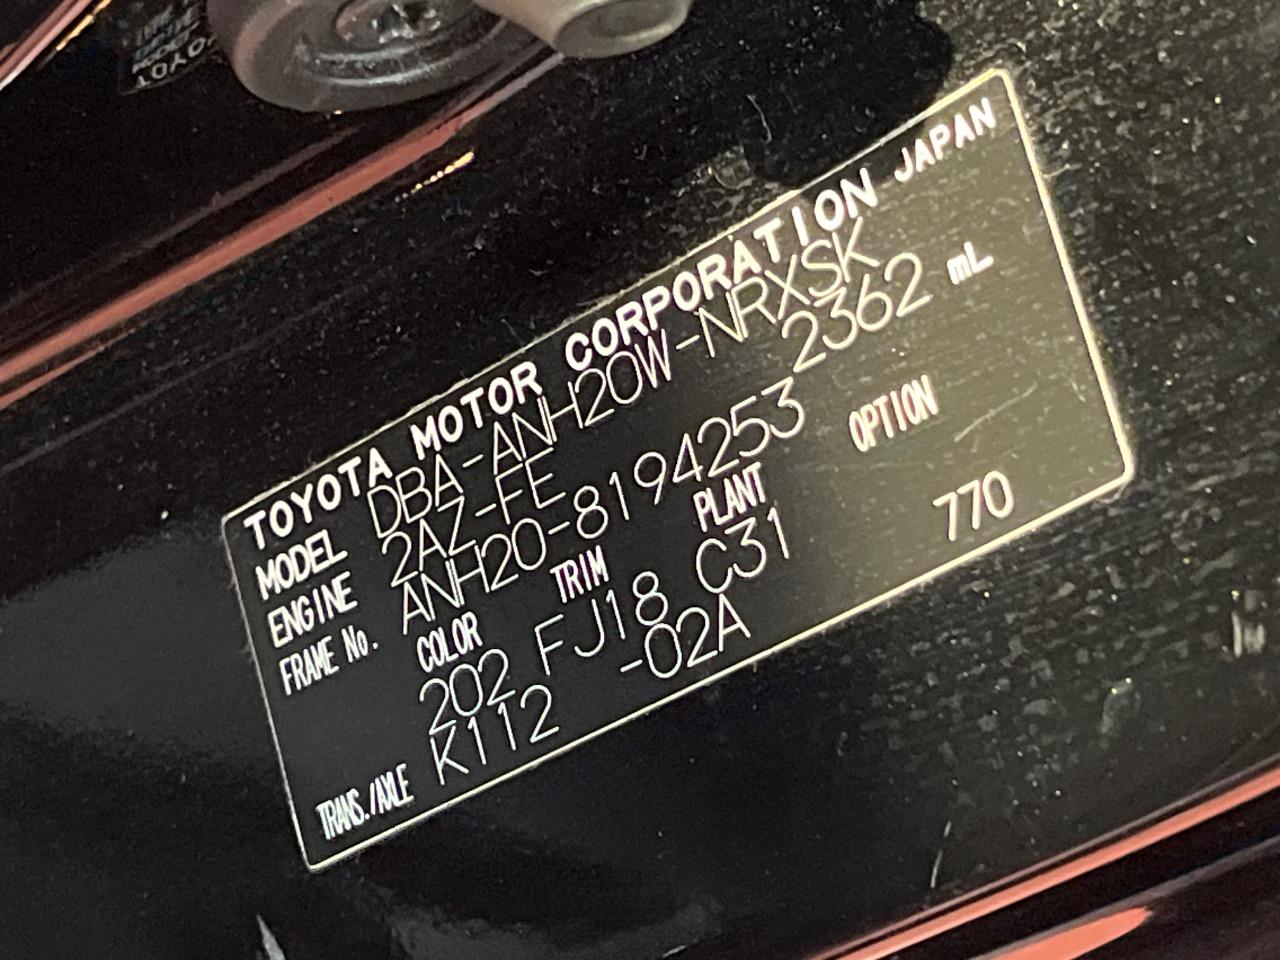 TOYOTA MOTOR CORPORATION JAPAN
MODEL DBA-ANH20W-NRXSK
ENGINE 2AZ-FE 2362 mL
FRAME No. ANH20-8194253
COLOR TRIM PLANT OPTION
202 FJ18 C31 770
TRANS./AXLE K112 -02A